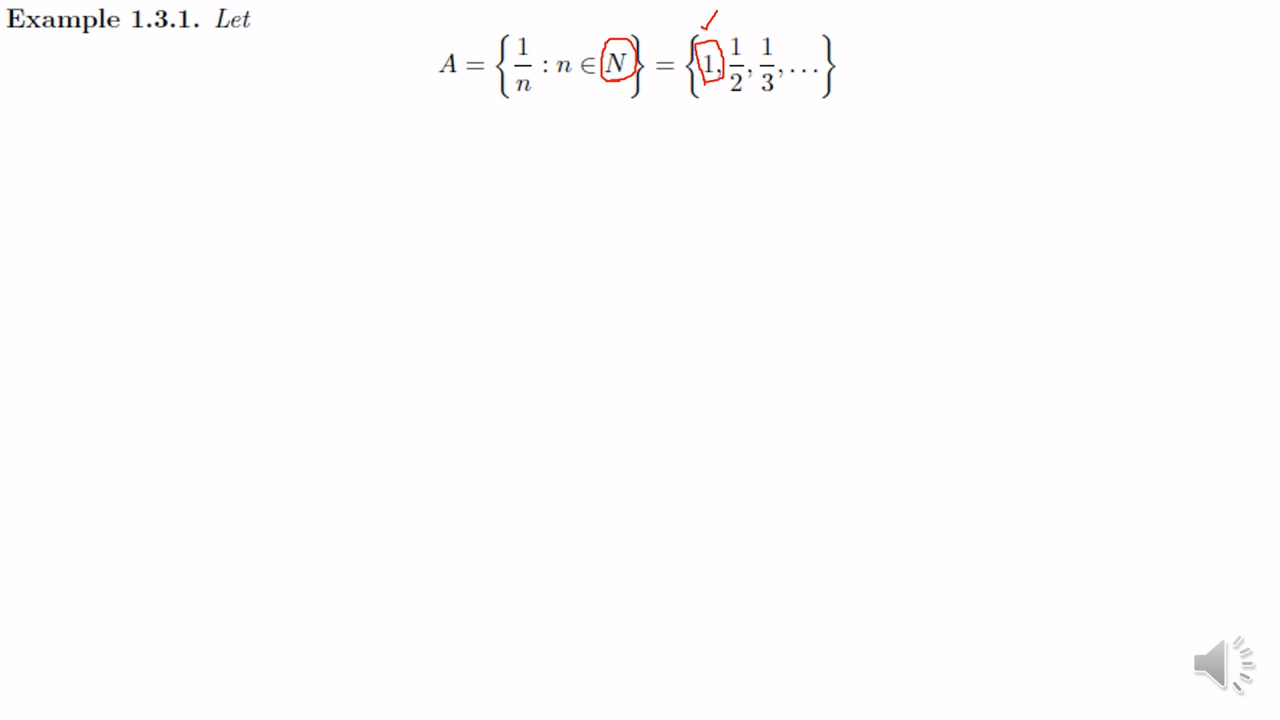 Example 1.3.1. Let
A = { 1/n : n ∈ N } = { 1, 1/2, 1/3, . . . }